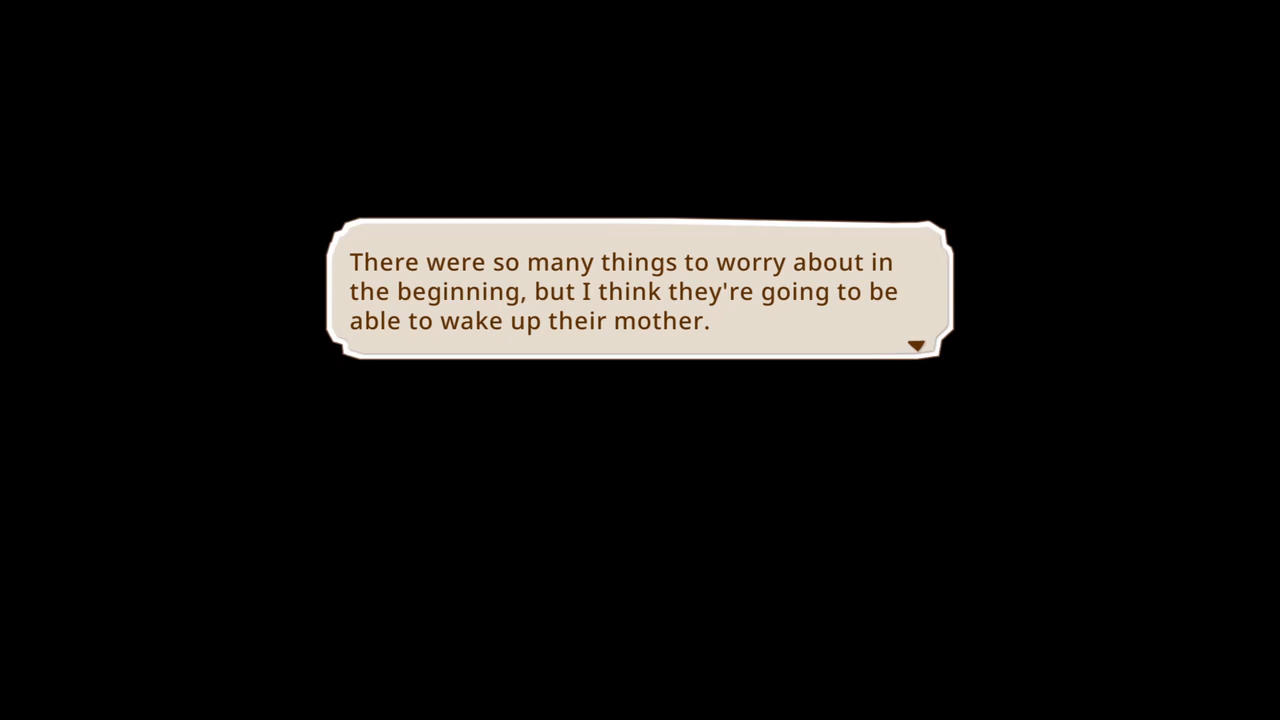 There were so many things to worry about in
the beginning, but I think they're going to be
able to wake up their mother.